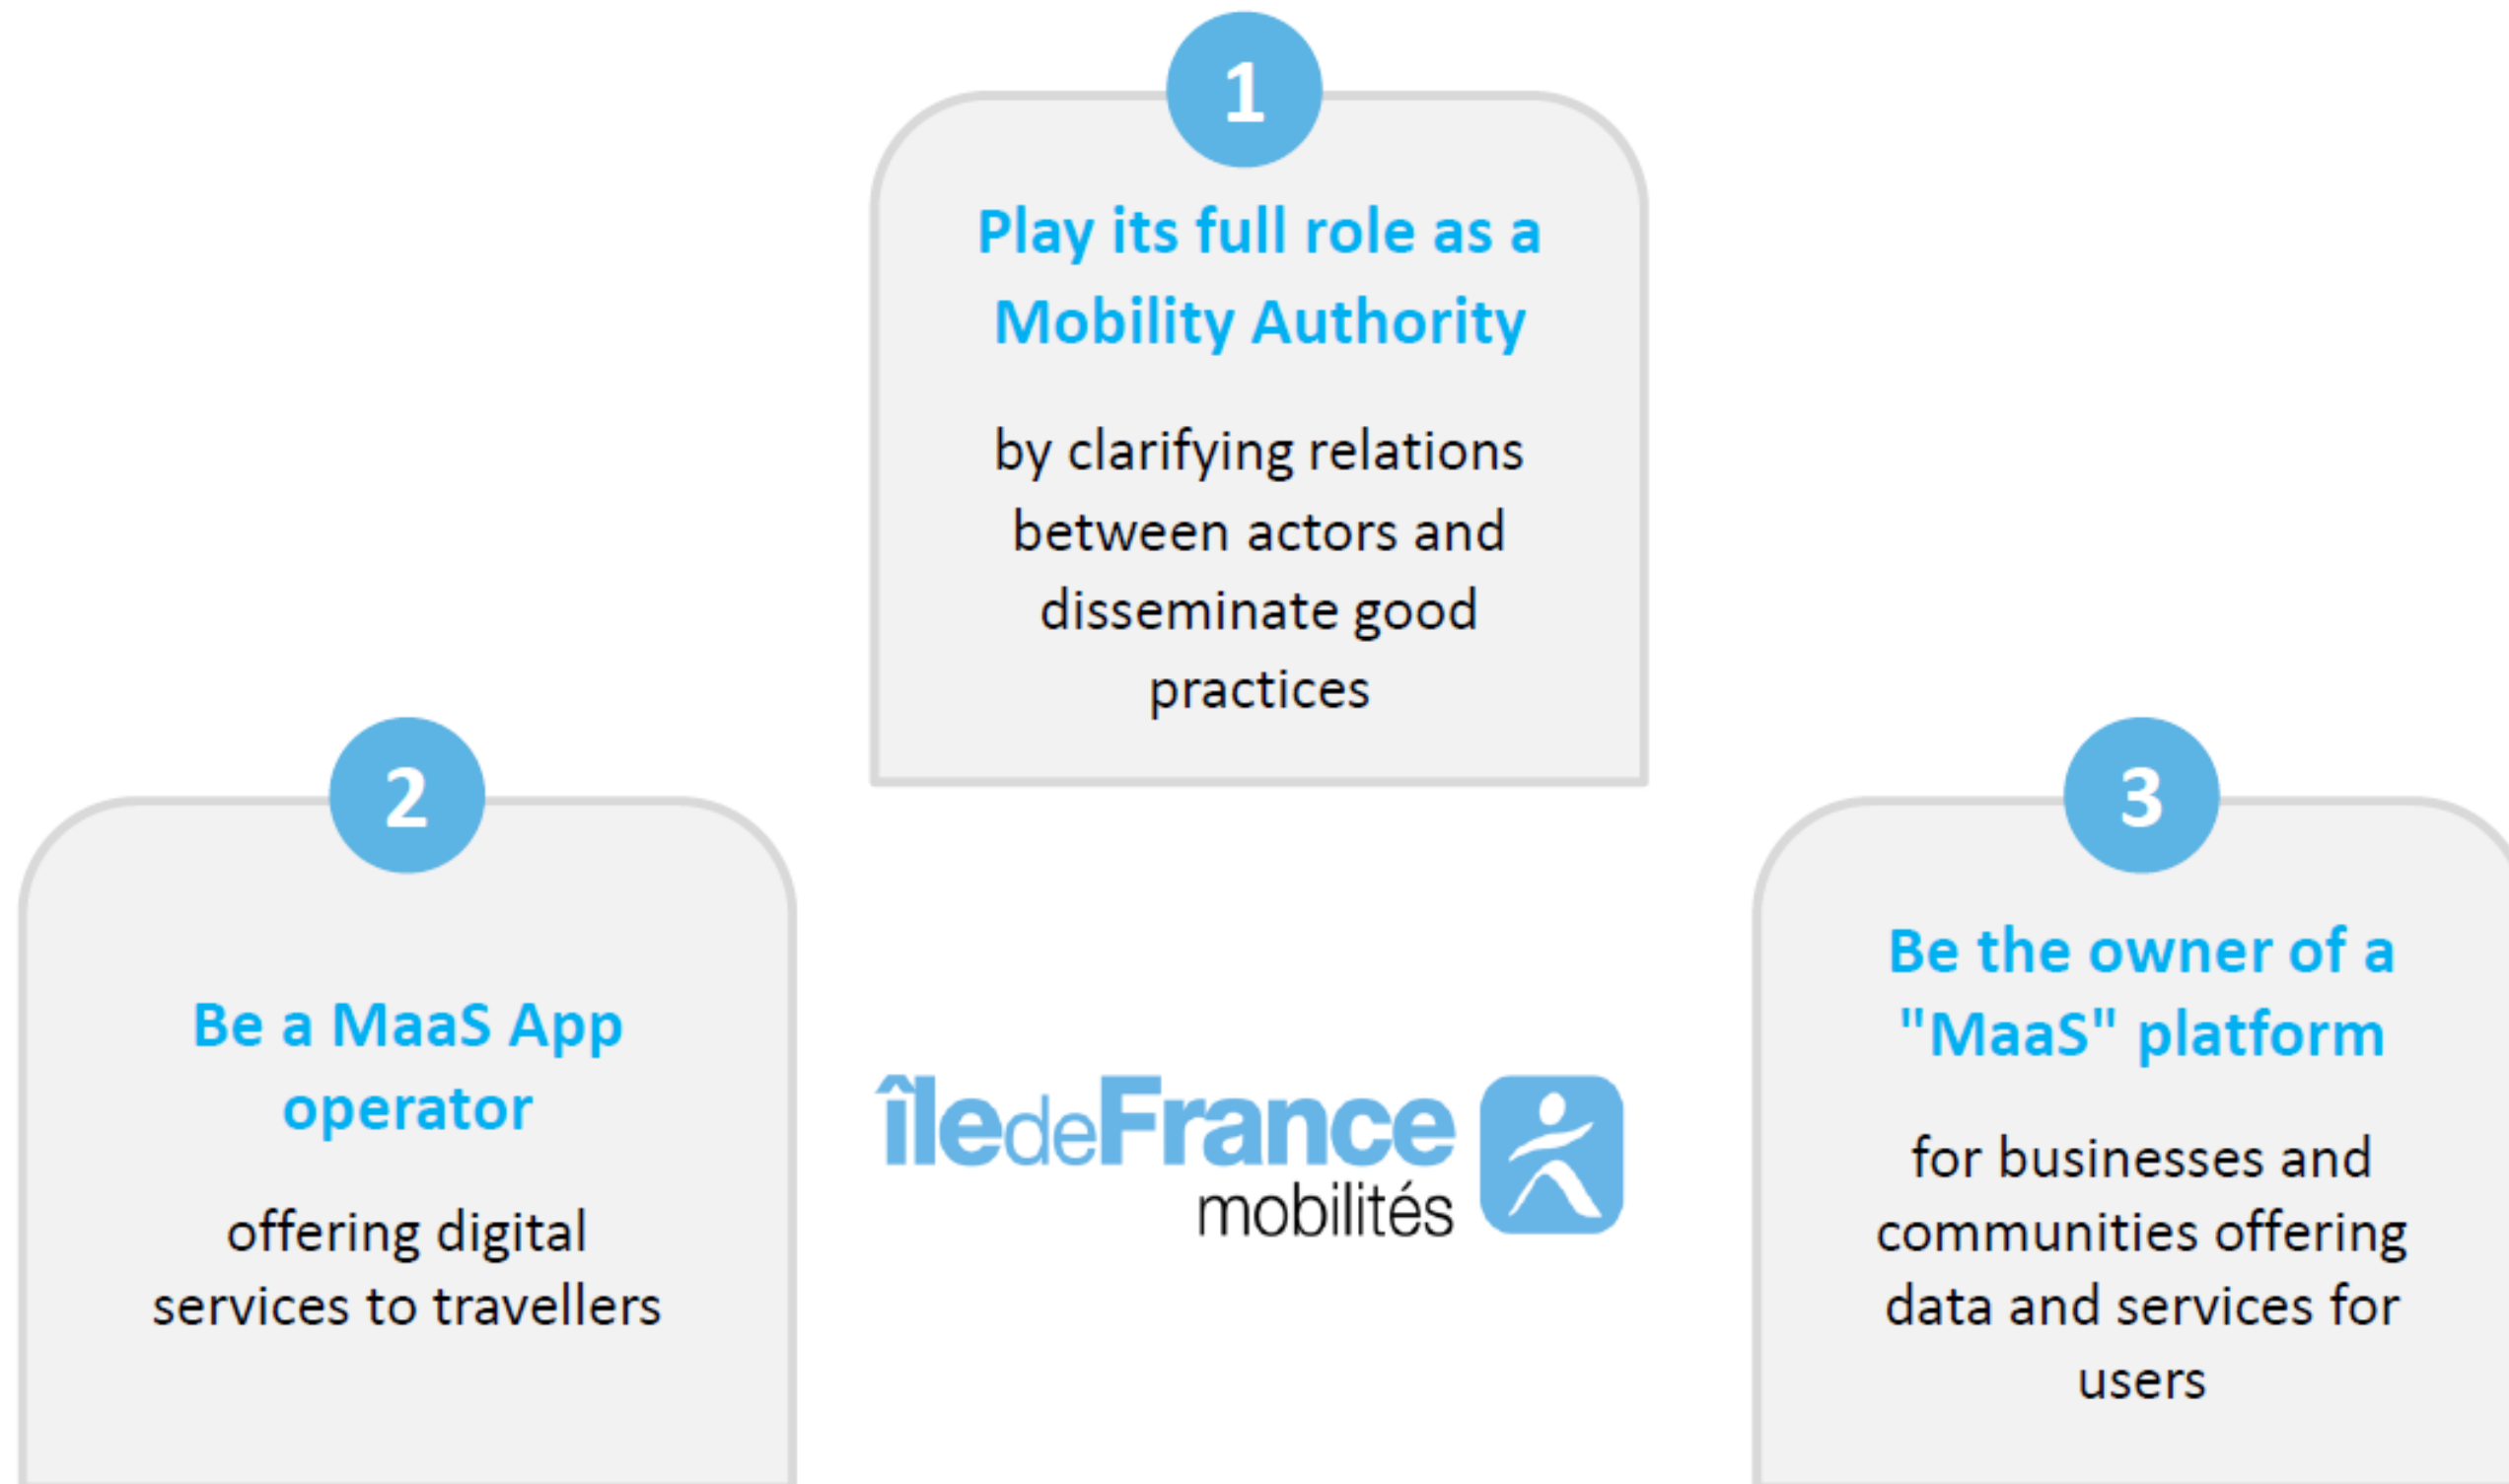 1
Play its full role as a
Mobility Authority
by clarifying relations
between actors and
disseminate good
practices
2
Be a MaaS App
operator
offering digital
services to travellers
îledeFrance
mobilités
3
Be the owner of a
"MaaS" platform
for businesses and
communities offering
data and services for
users